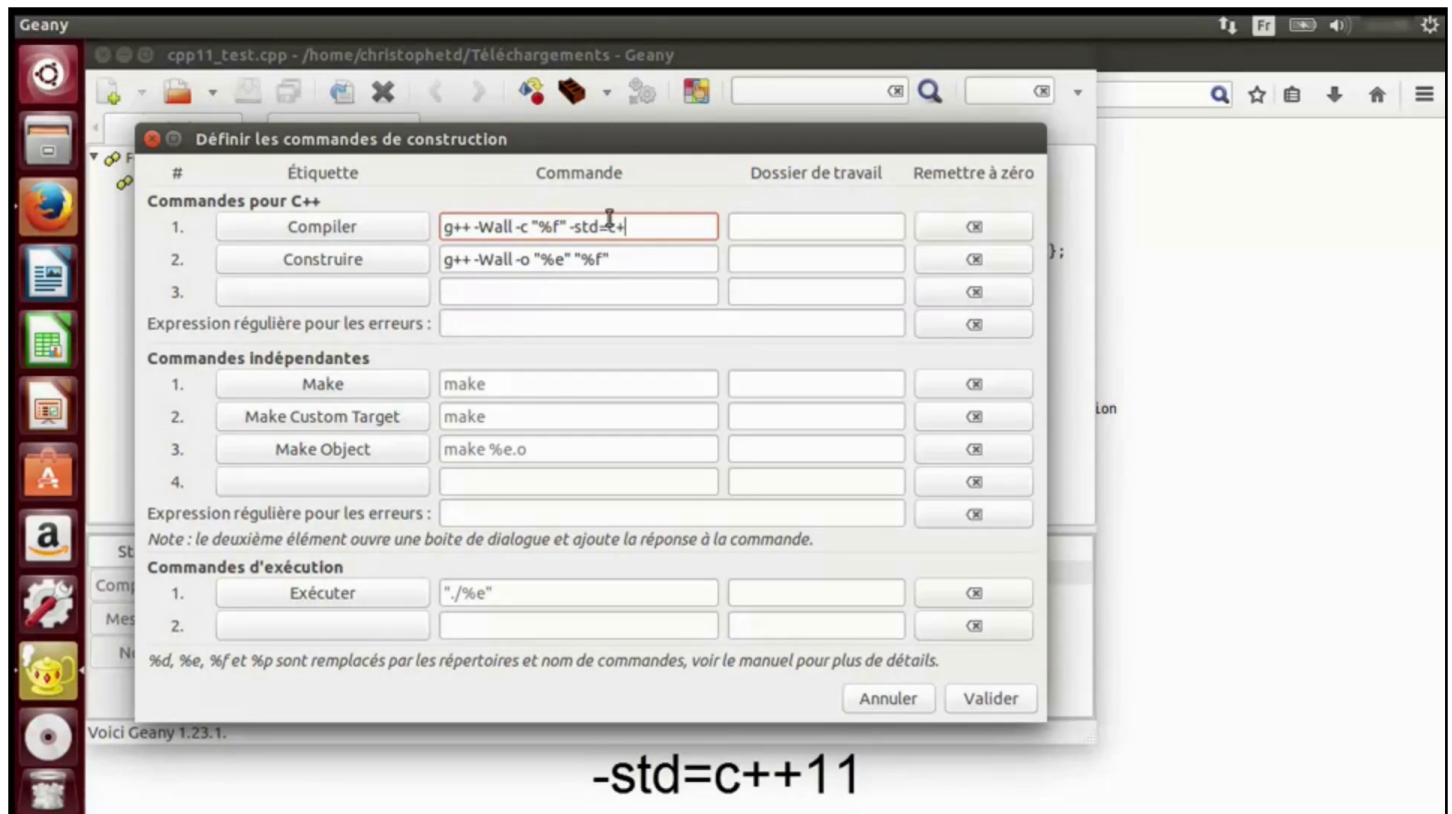 Geany
Fr
cpp11_test.cpp - /home/christophetd/Téléchargements - Geany
Définir les commandes de construction
# Étiquette Commande Dossier de travail Remettre à zéro
Commandes pour C++
1. Compiler g++ -Wall -c "%f" -std=c+
2. Construire g++ -Wall -o "%e" "%f"
};
3.
Expression régulière pour les erreurs :
Commandes indépendantes
1. Make make
2. Make Custom Target make
ion
3. Make Object make %e.o
4.
Expression régulière pour les erreurs :
Note : le deuxième élément ouvre une boite de dialogue et ajoute la réponse à la commande.
St
Commandes d'exécution
Comp
1. Exécuter "./%e"
Mes
2.
%d, %e, %f et %p sont remplacés par les répertoires et nom de commandes, voir le manuel pour plus de détails.
Annuler Valider
Voici Geany 1.23.1.
-std=c++11